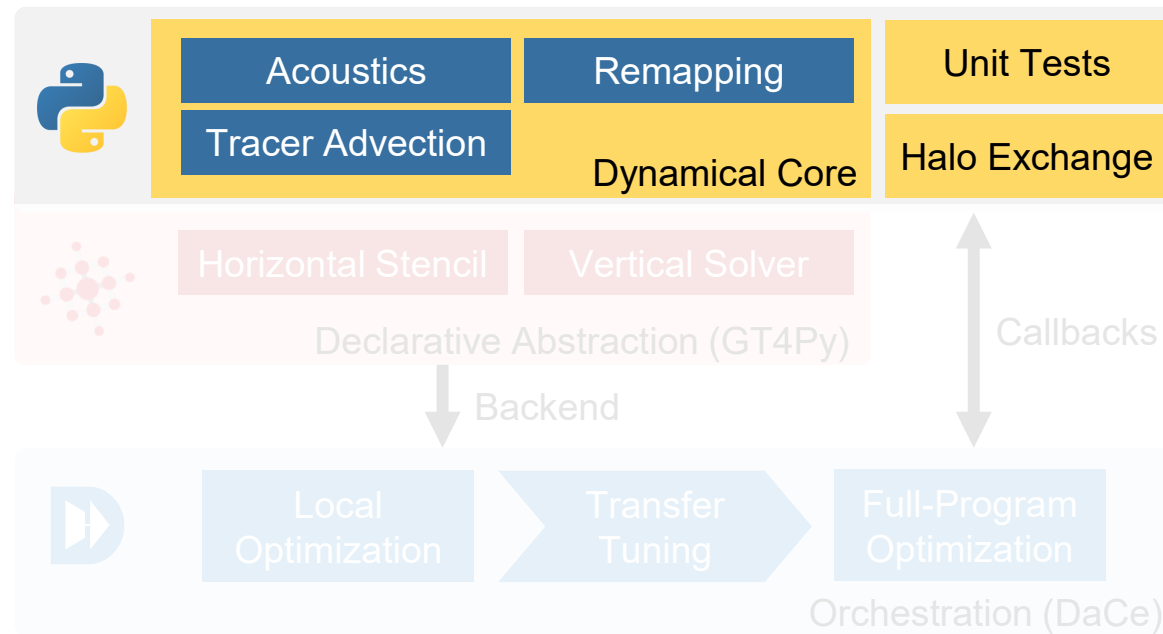 Acoustics
Remapping
Unit Tests
Tracer Advection
Dynamical Core
Halo Exchange
Horizontal Stencil
Vertical Solver
Declarative Abstraction (GT4Py)
Callbacks
Backend
Local
Optimization
Transfer
Tuning
Full-Program
Optimization
Orchestration (DaCe)